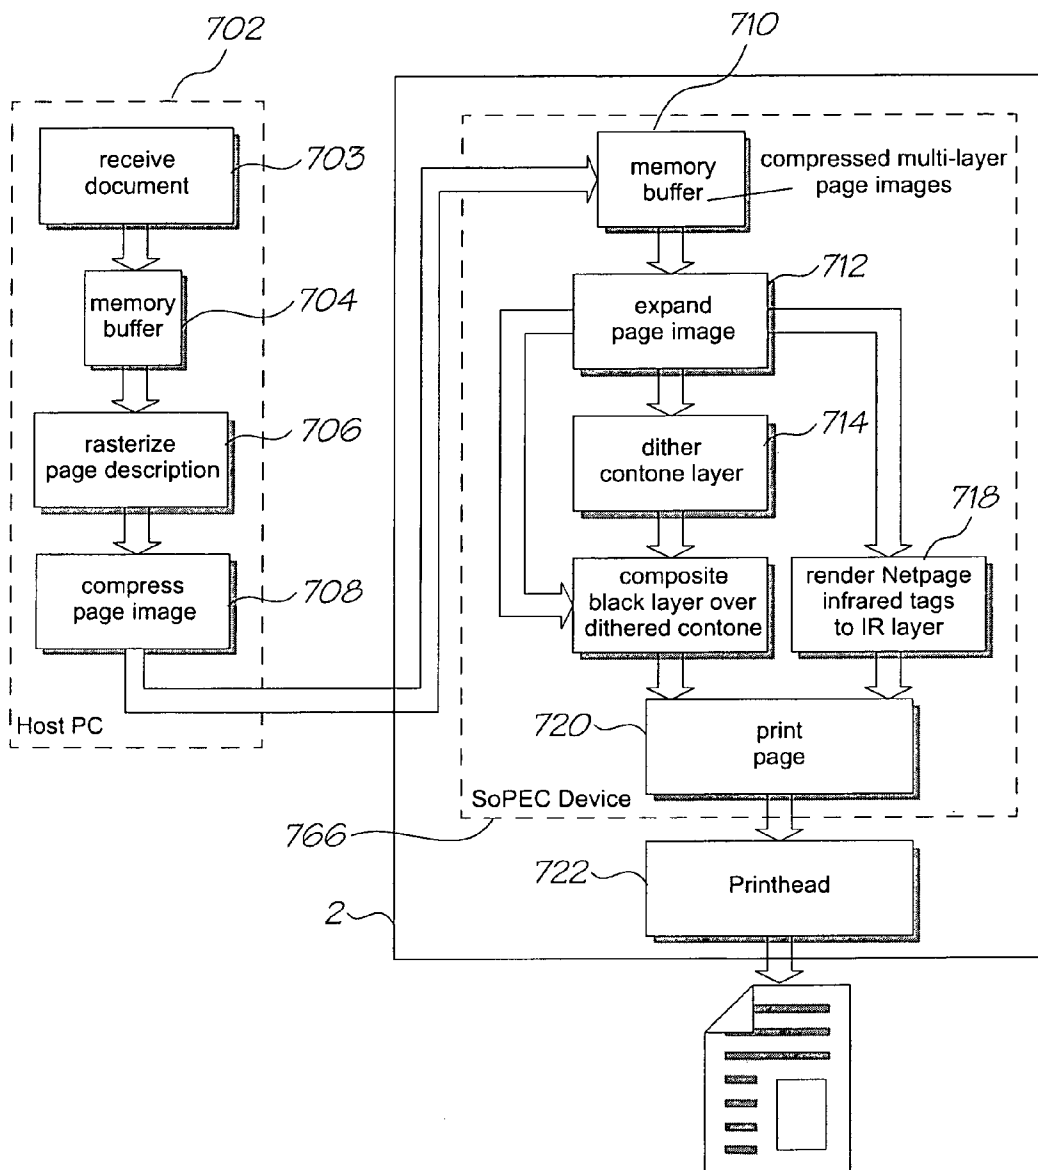 702
710
receive
document
703
memory
buffer
compressed multi-layer
page images
memory
buffer
704
expand
page image
712
rasterize
page description
706
dither
contone layer
714
compress
page image
708
composite
black layer over
dithered contone
render Netpage
infrared tags
to IR layer
718
Host PC
print
page
720
SoPEC Device
766
Printhead
722
2